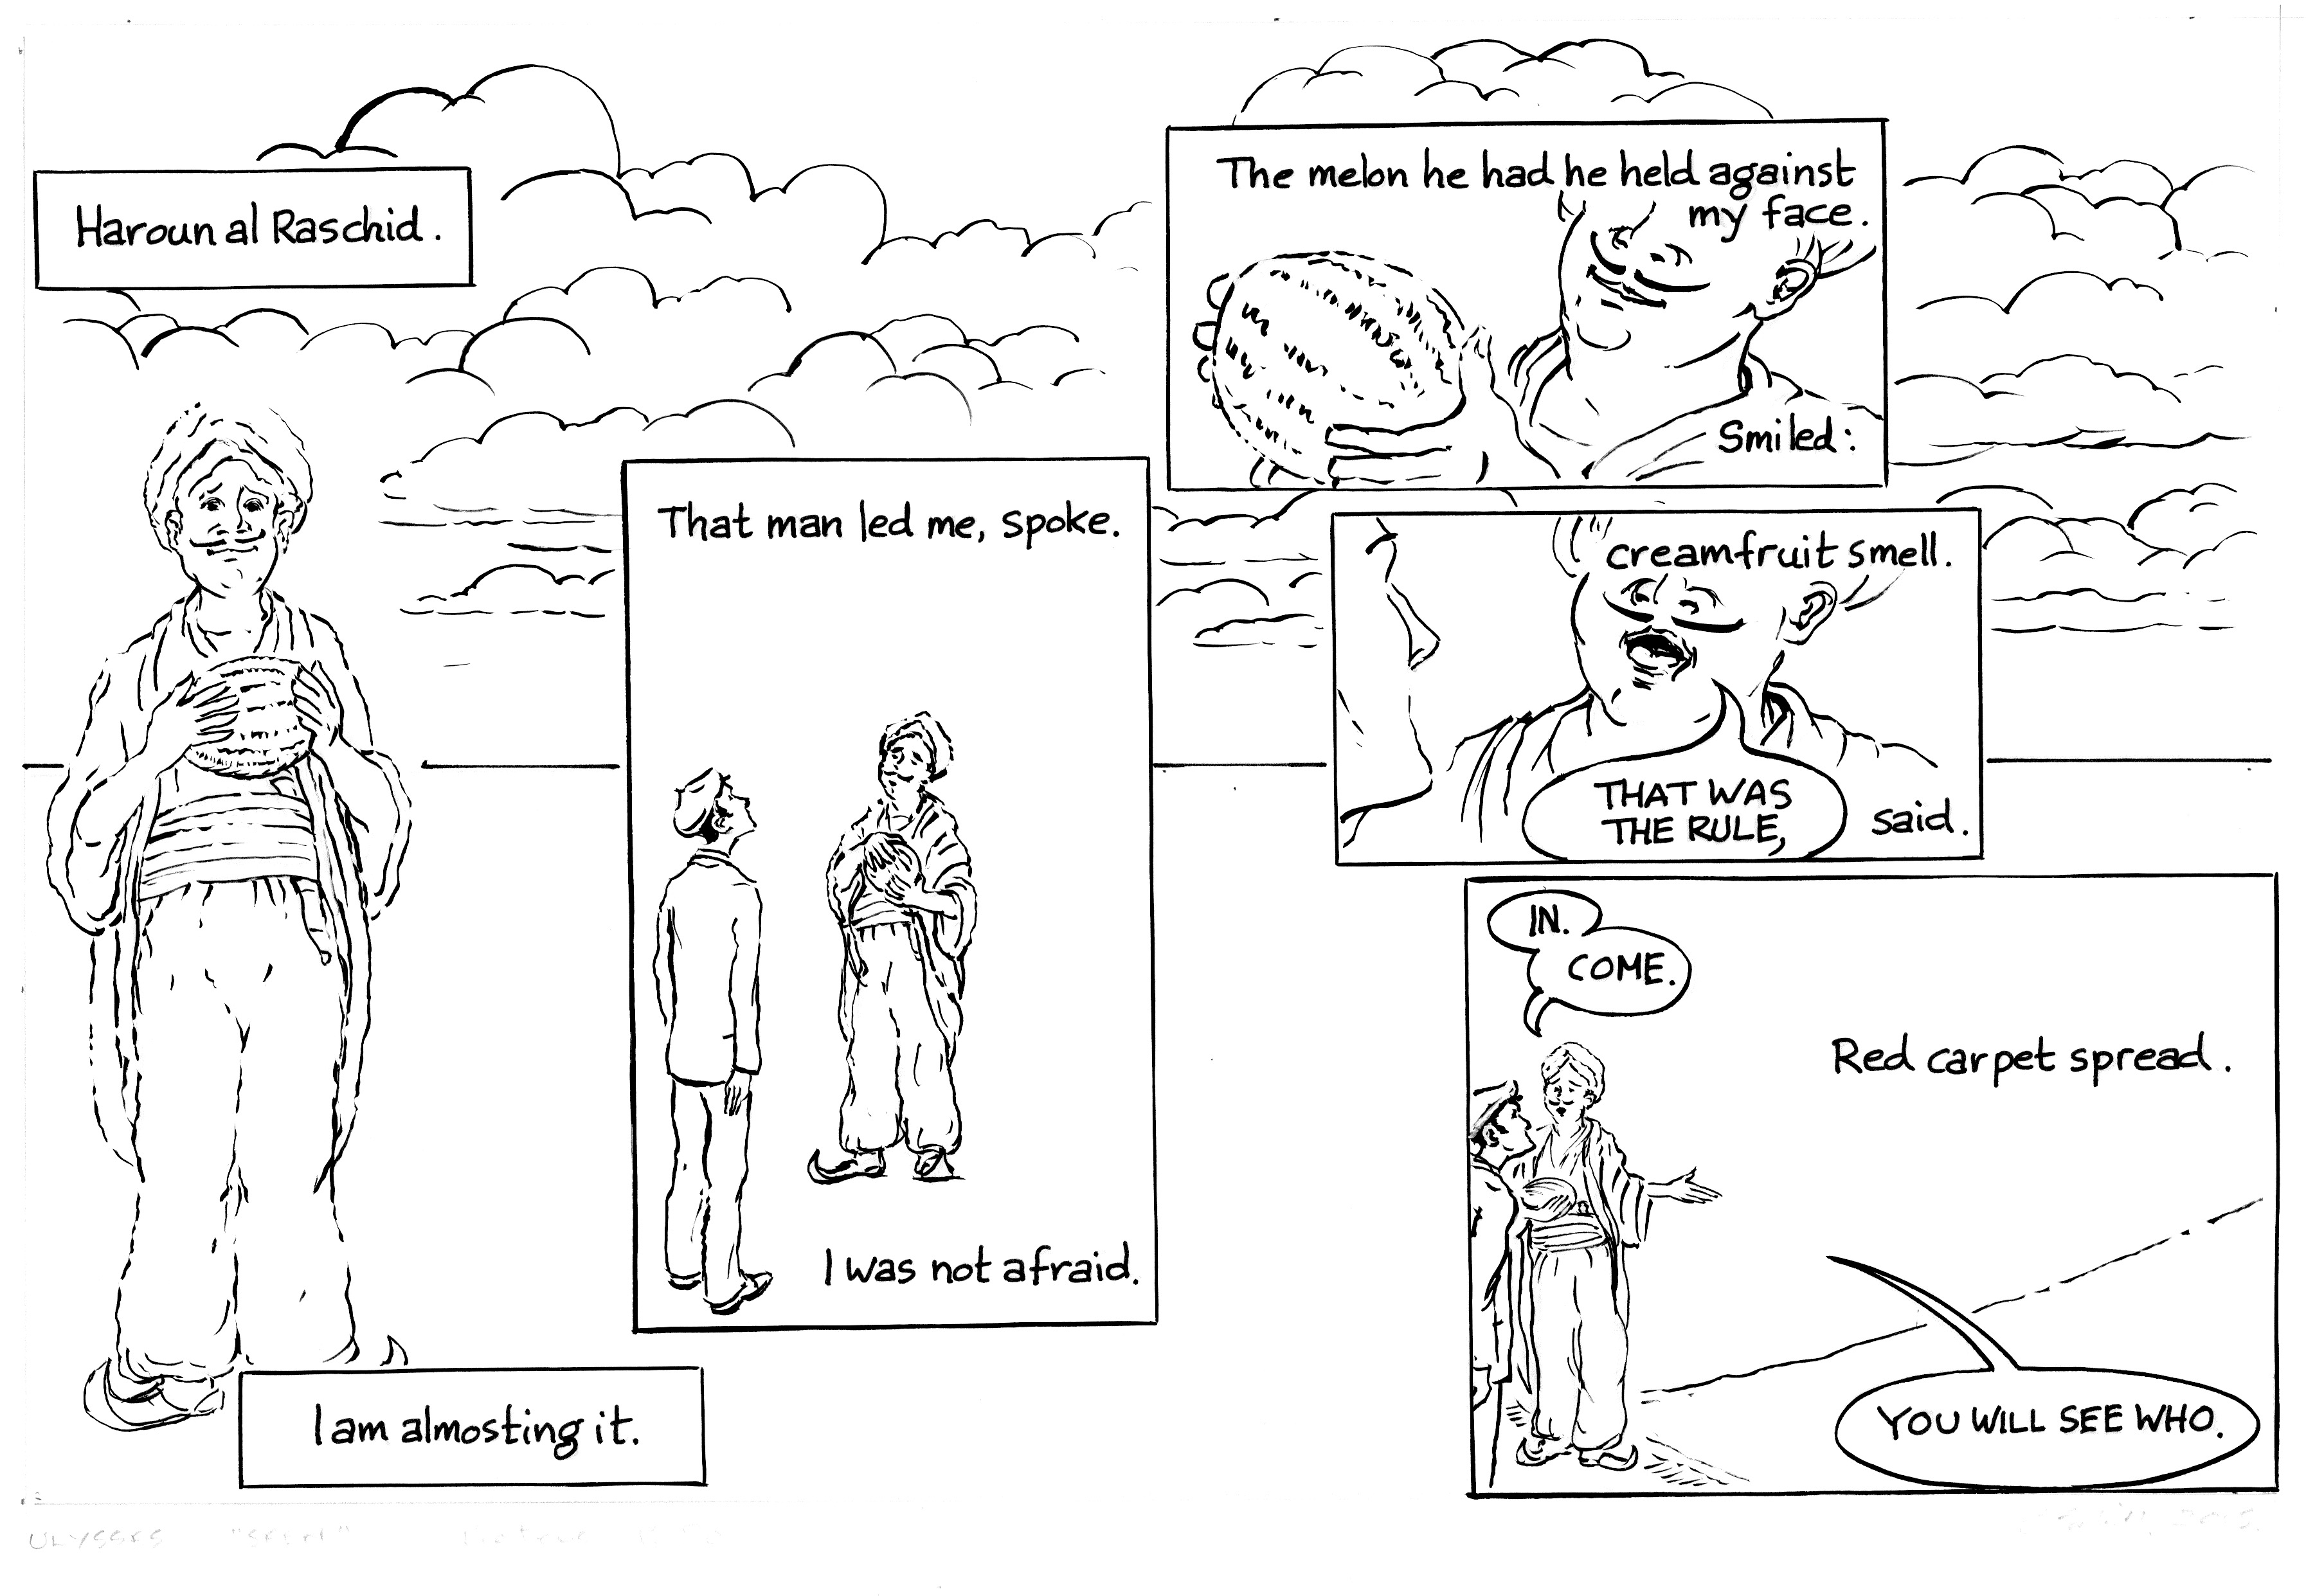 Haroun al Raschid.
I am almosting it.
That man led me, spoke.
I was not afraid.
The melon he had he held against
my face.
Smiled:
creamfruit smell.
THAT WAS
THE RULE,
said.
IN.
COME.
Red carpet spread.
YOU WILL SEE WHO.
ULYSSES